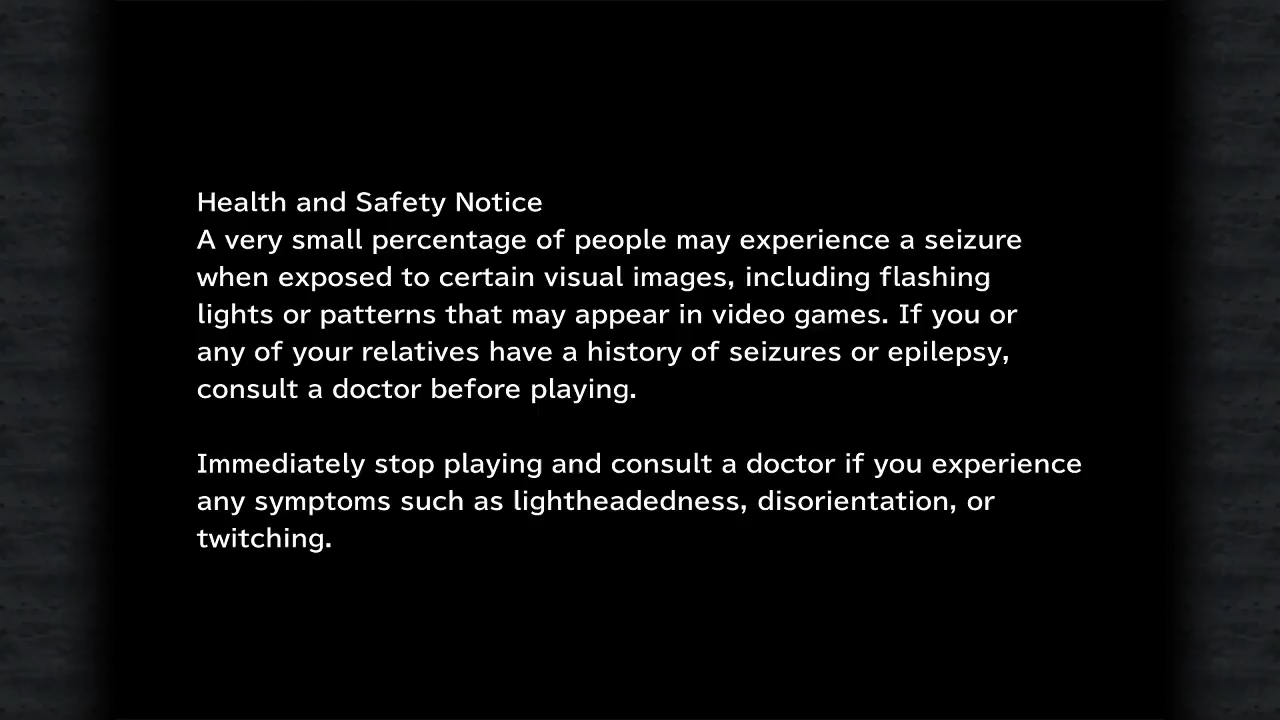 Health and Safety Notice
A very small percentage of people may experience a seizure
when exposed to certain visual images, including flashing
lights or patterns that may appear in video games. If you or
any of your relatives have a history of seizures or epilepsy,
consult a doctor before playing.
Immediately stop playing and consult a doctor if you experience
any symptoms such as lightheadedness, disorientation, or
twitching.